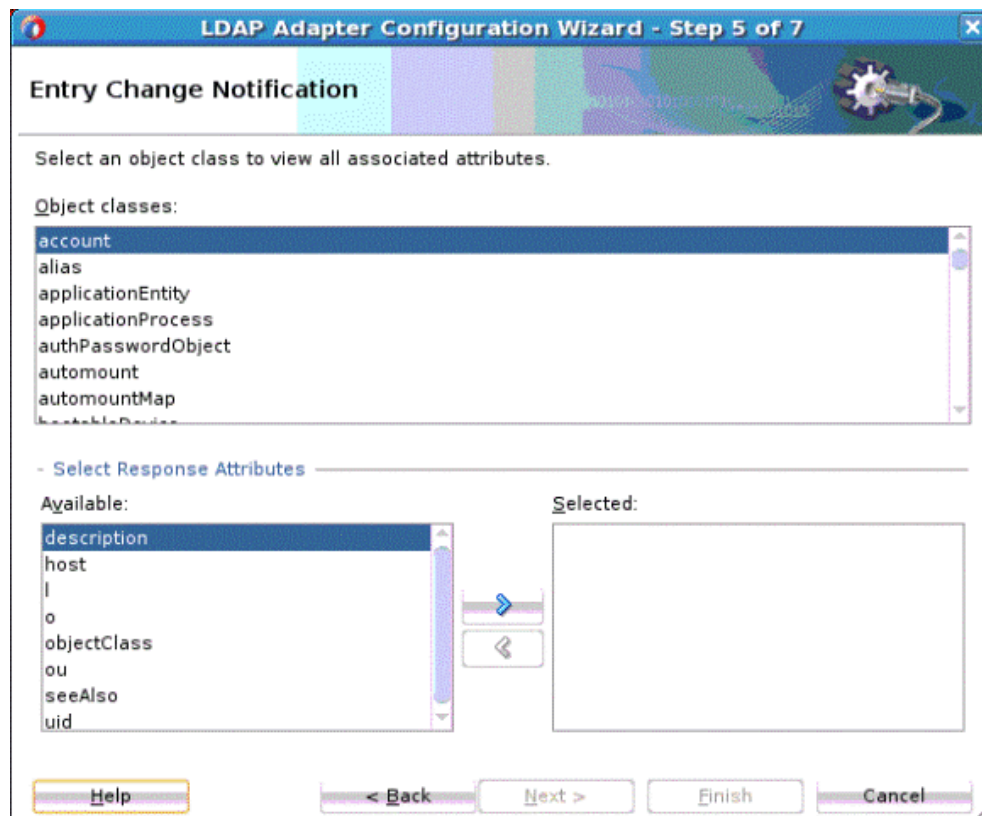 LDAP Adapter Configuration Wizard - Step 5 of 7
Entry Change Notification
Select an object class to view all associated attributes.
Object classes:
account
alias
applicationEntity
applicationProcess
authPasswordObject
automount
automountMap
- Select Response Attributes
Available:
Selected:
description
host
l
o
objectClass
ou
seeAlso
uid
Help
< Back
Next >
Finish
Cancel